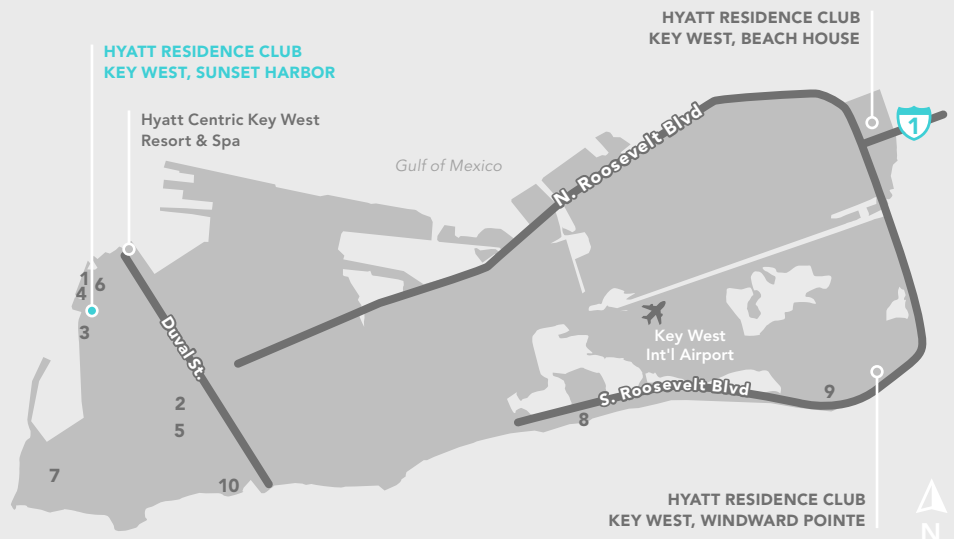 HYATT RESIDENCE CLUB
KEY WEST, BEACH HOUSE
HYATT RESIDENCE CLUB
KEY WEST, SUNSET HARBOR
Hyatt Centric Key West
Resort & Spa
Gulf of Mexico
N. Roosevelt Blvd
1
1
6
4
3
Duval St.
Key West
Int'l Airport
S. Roosevelt Blvd
9
2
8
5
7
10
HYATT RESIDENCE CLUB
KEY WEST, WINDWARD POINTE
N